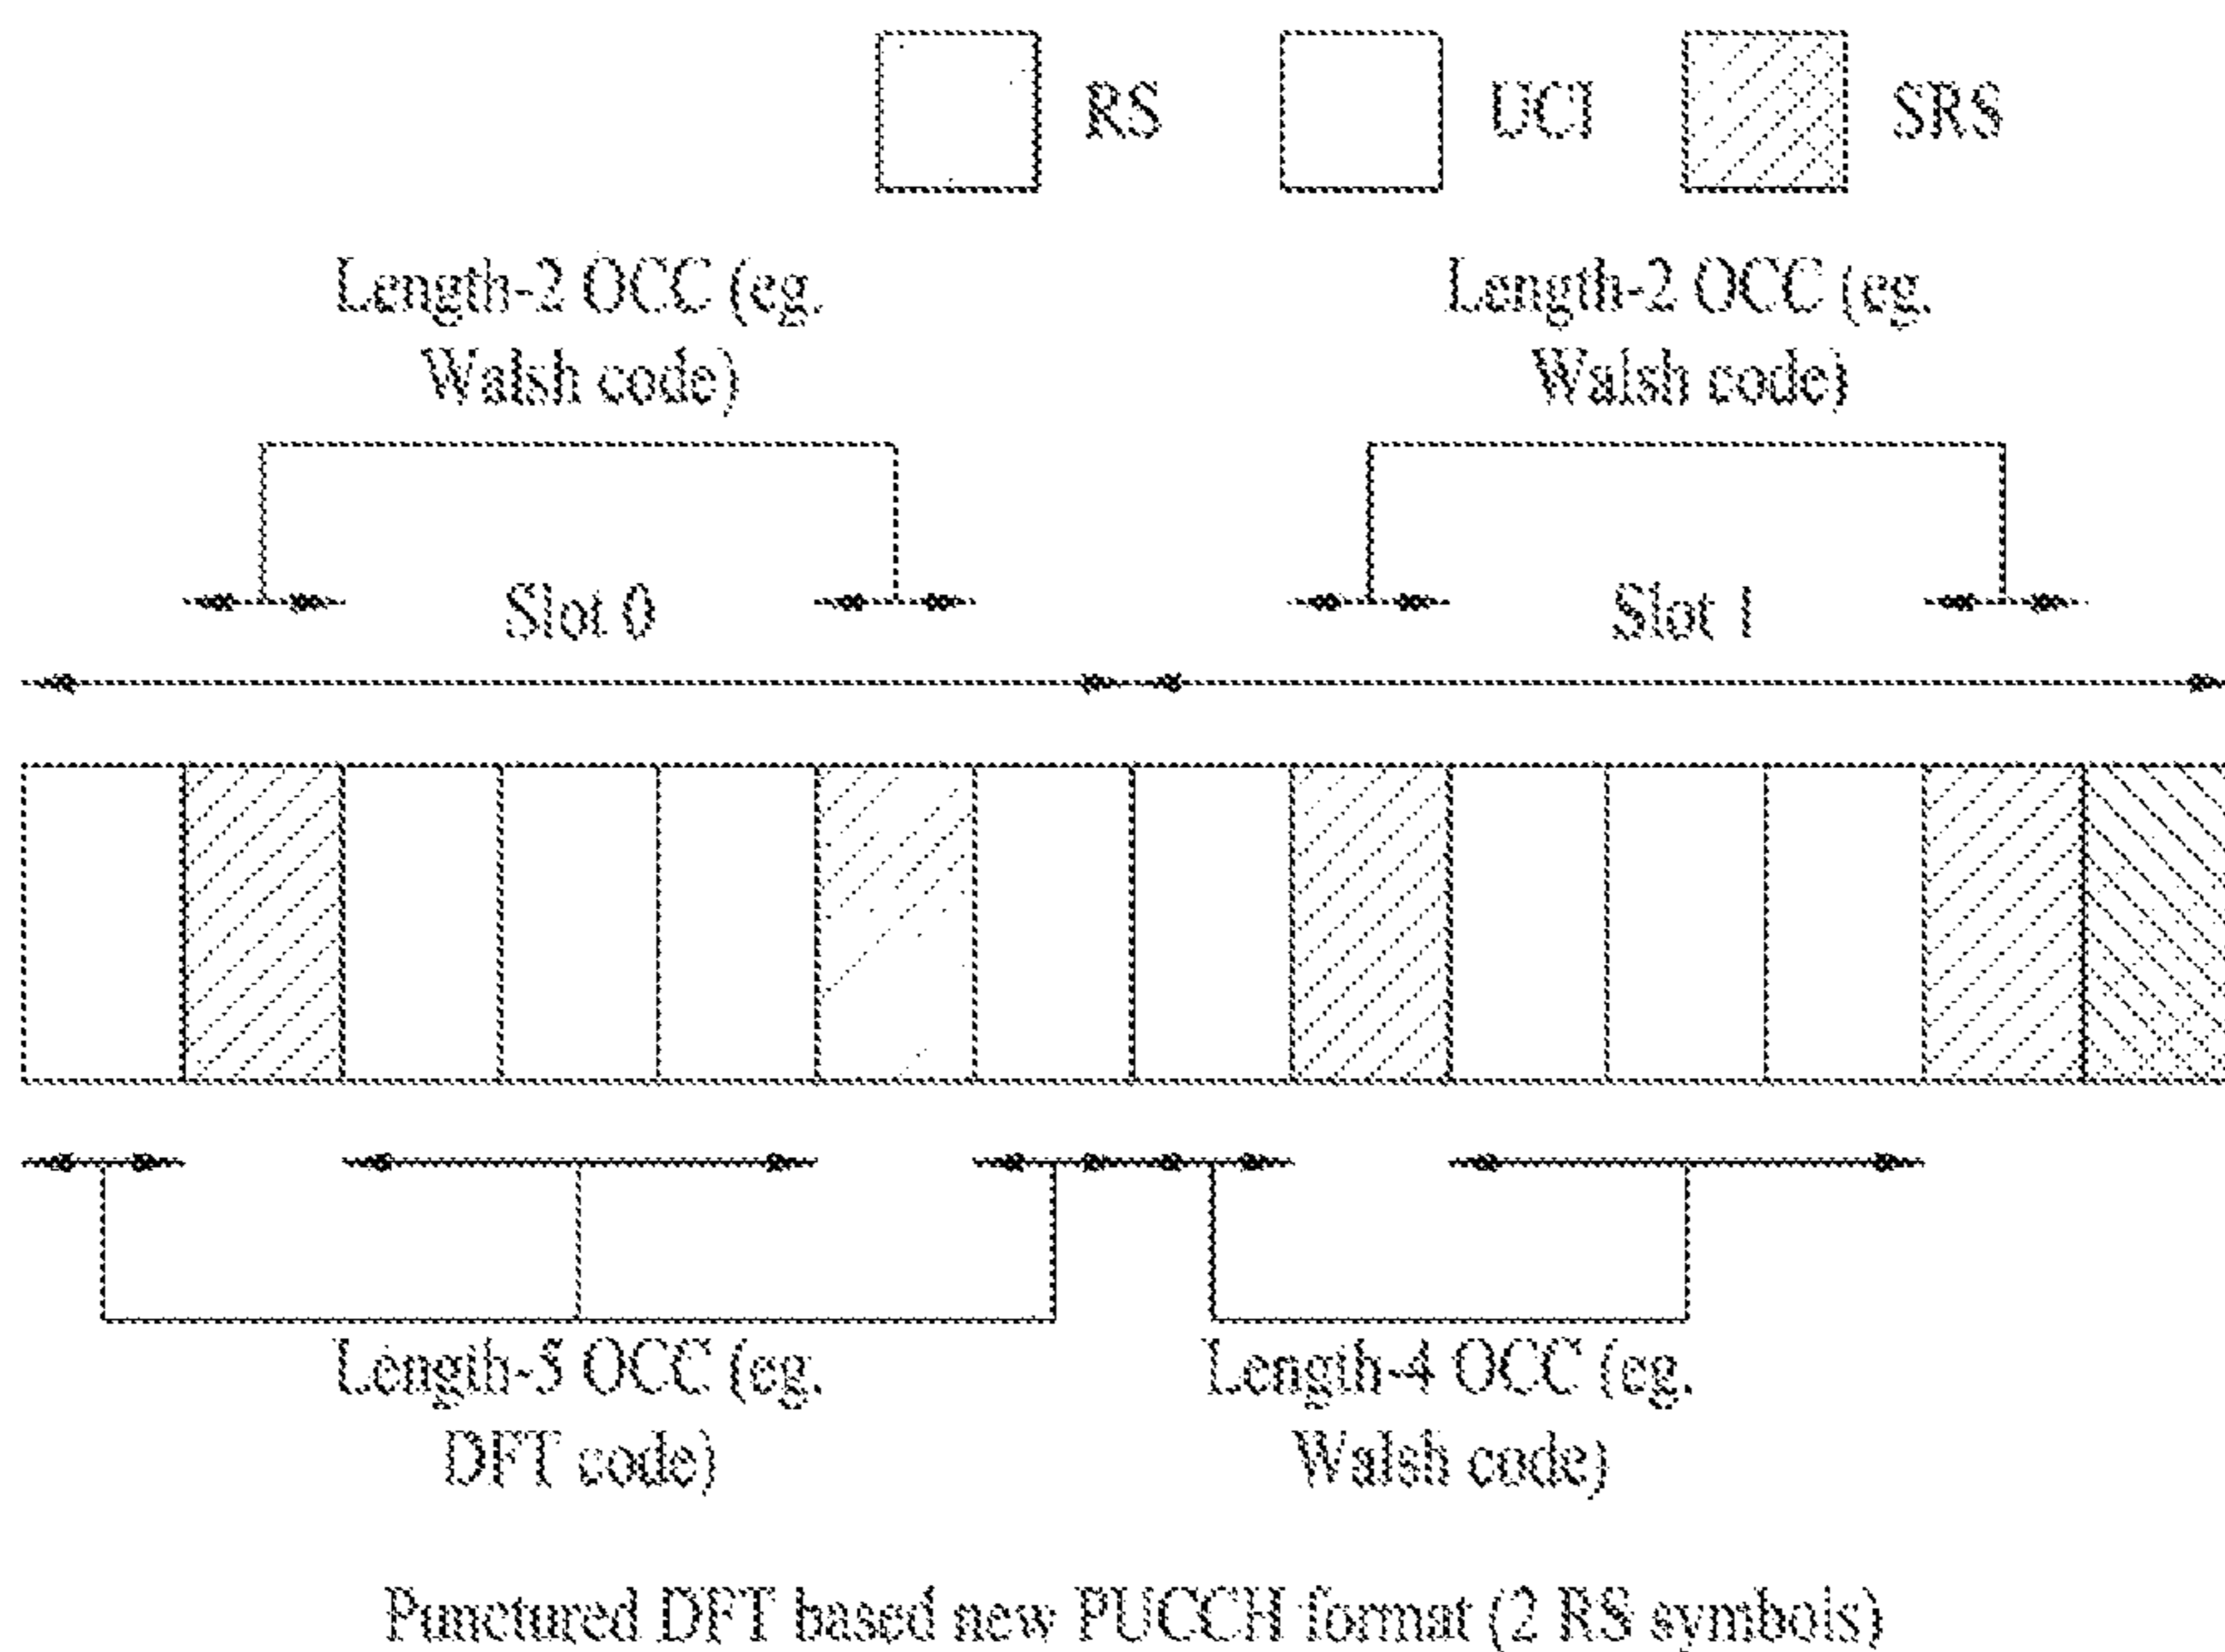 RS UCI SRS
Length-2 OCC (eg. Length-2 OCC (eg.
Walsh code) Walsh code)
Slot 0 Slot 1
Length-5 OCC (eg. Length-4 OCC (eg.
DFT code) Walsh code)
Punctured DFT based new PUCCH format (2 RS symbols)